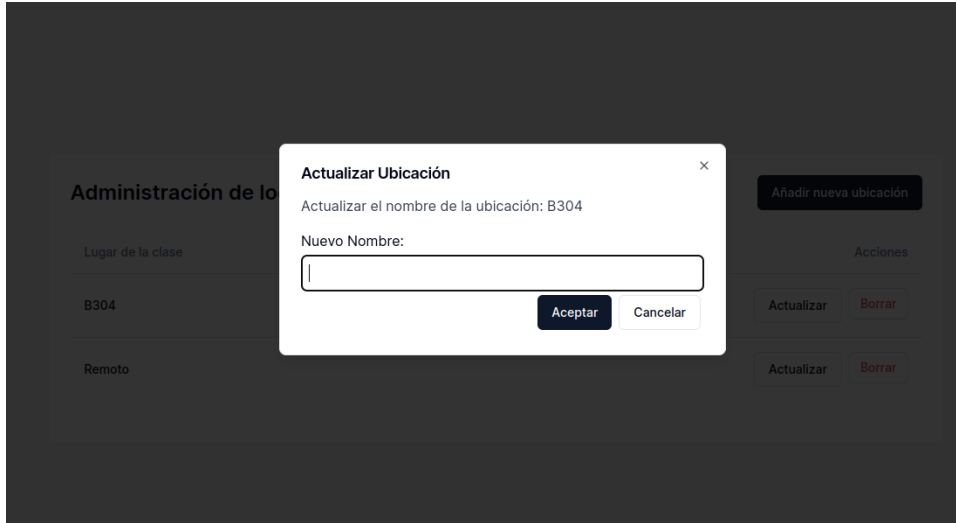 Actualizar Ubicación
Actualizar el nombre de la ubicación: B304
Nuevo Nombre:
Aceptar Cancelar
Administración de lo
Añadir nueva ubicación
Lugar de la clase Acciones
B304 Actualizar Borrar
Remoto Actualizar Borrar